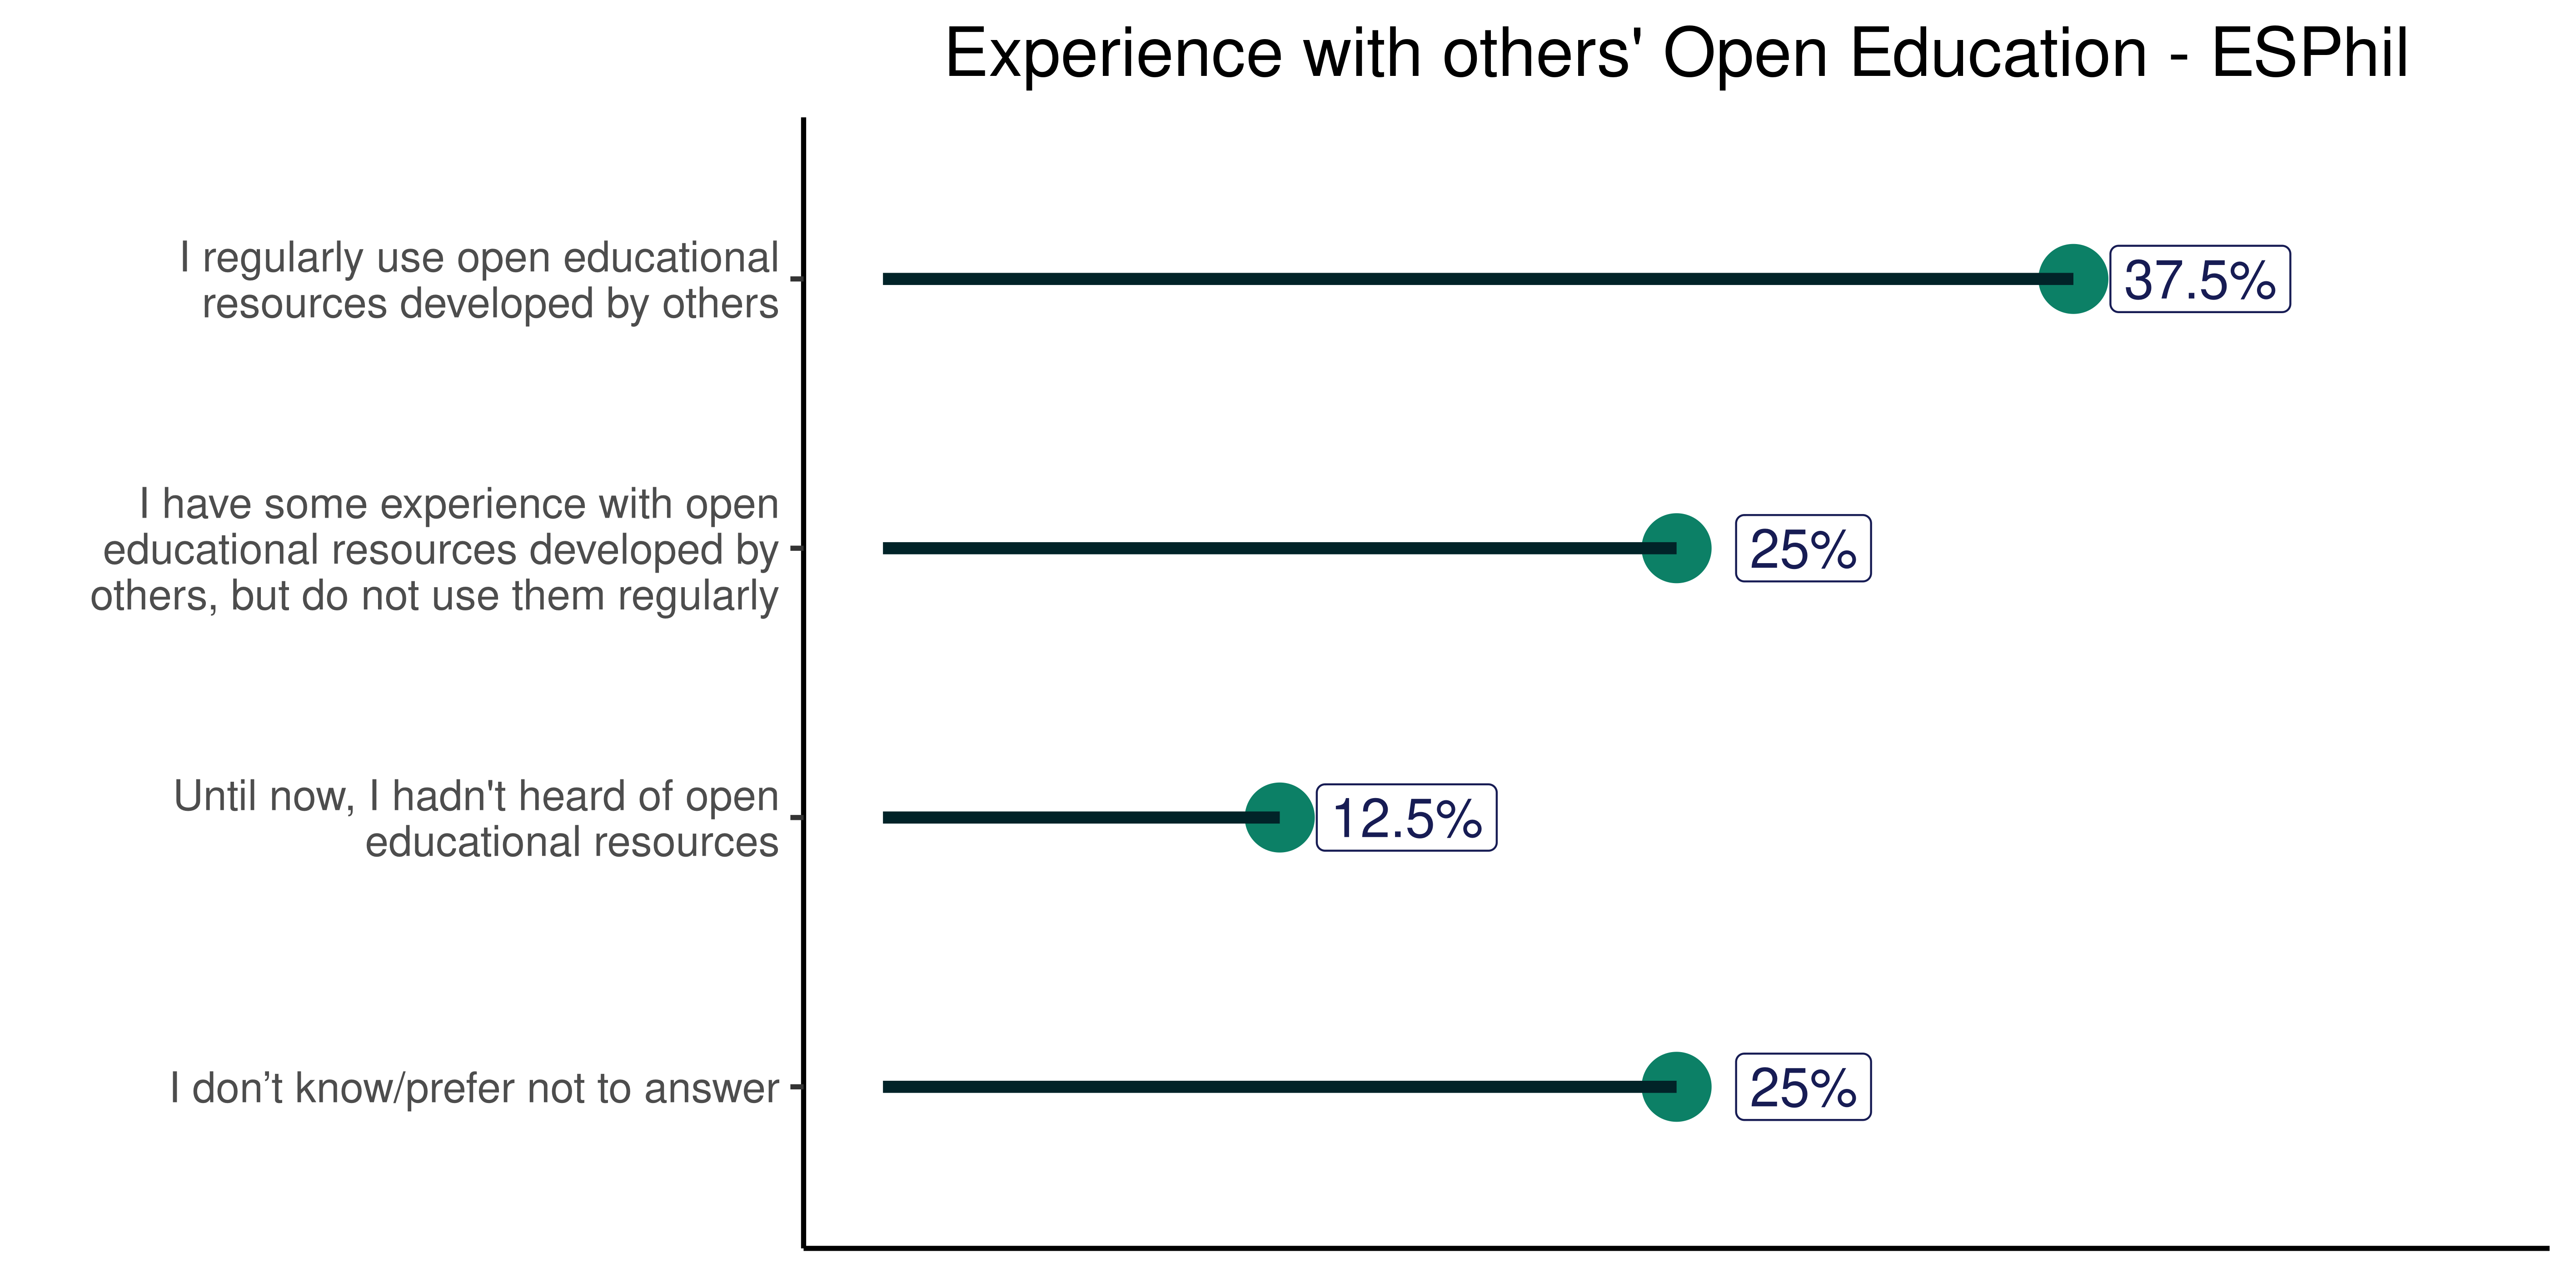 Experience with others' Open Education - ESPhil
I regularly use open educational
resources developed by others
37.5%
I have some experience with open
educational resources developed by
others, but do not use them regularly
25%
Until now, I hadn't heard of open
educational resources
12.5%
I don’t know/prefer not to answer
25%